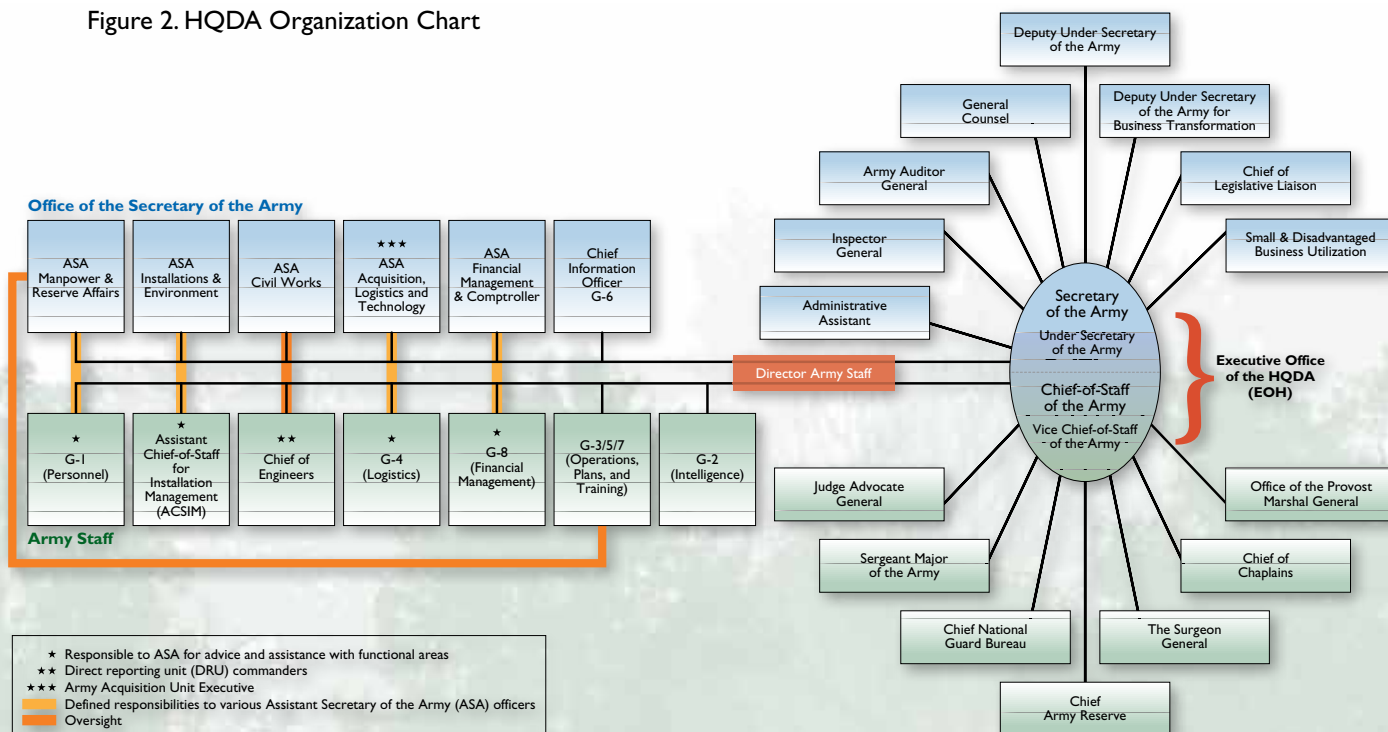 Figure 2. HQDA Organization Chart
Deputy Under Secretary
of the Army
General
Counsel
Deputy Under Secretary
of the Army for
Business Transformation
Army Auditor
General
Chief of
Legislative Liaison
Inspector
General
Small & Disadvantaged
Business Utilization
Administrative
Assistant
Office of the Secretary of the Army
ASA
Manpower &
Reserve Affairs
ASA
Installations &
Environment
ASA
Civil Works
★★★
ASA
Acquisition,
Logistics and
Technology
ASA
Financial
Management
& Comptroller
Chief
Information
Officer
G-6
Secretary
of the Army
Under Secretary
of the Army
Chief-of-Staff
of the Army
Vice Chief-of-Staff
of the Army
Executive Office
of the HQDA
(EOH)
Director Army Staff
★
G-1
(Personnel)
★
Assistant
Chief-of-Staff
for
Installation
Management
(ACSIM)
★★
Chief of
Engineers
★
G-4
(Logistics)
★
G-8
(Financial
Management)
G-3/5/7
(Operations,
Plans, and
Training)
G-2
(Intelligence)
Army Staff
Judge Advocate
General
Office of the Provost
Marshal General
Sergeant Major
of the Army
Chief of
Chaplains
Chief National
Guard Bureau
The Surgeon
General
Chief
Army Reserve
★ Responsible to ASA for advice and assistance with functional areas
★★ Direct reporting unit (DRU) commanders
★★★ Army Acquisition Unit Executive
Defined responsibilities to various Assistant Secretary of the Army (ASA) officers
Oversight